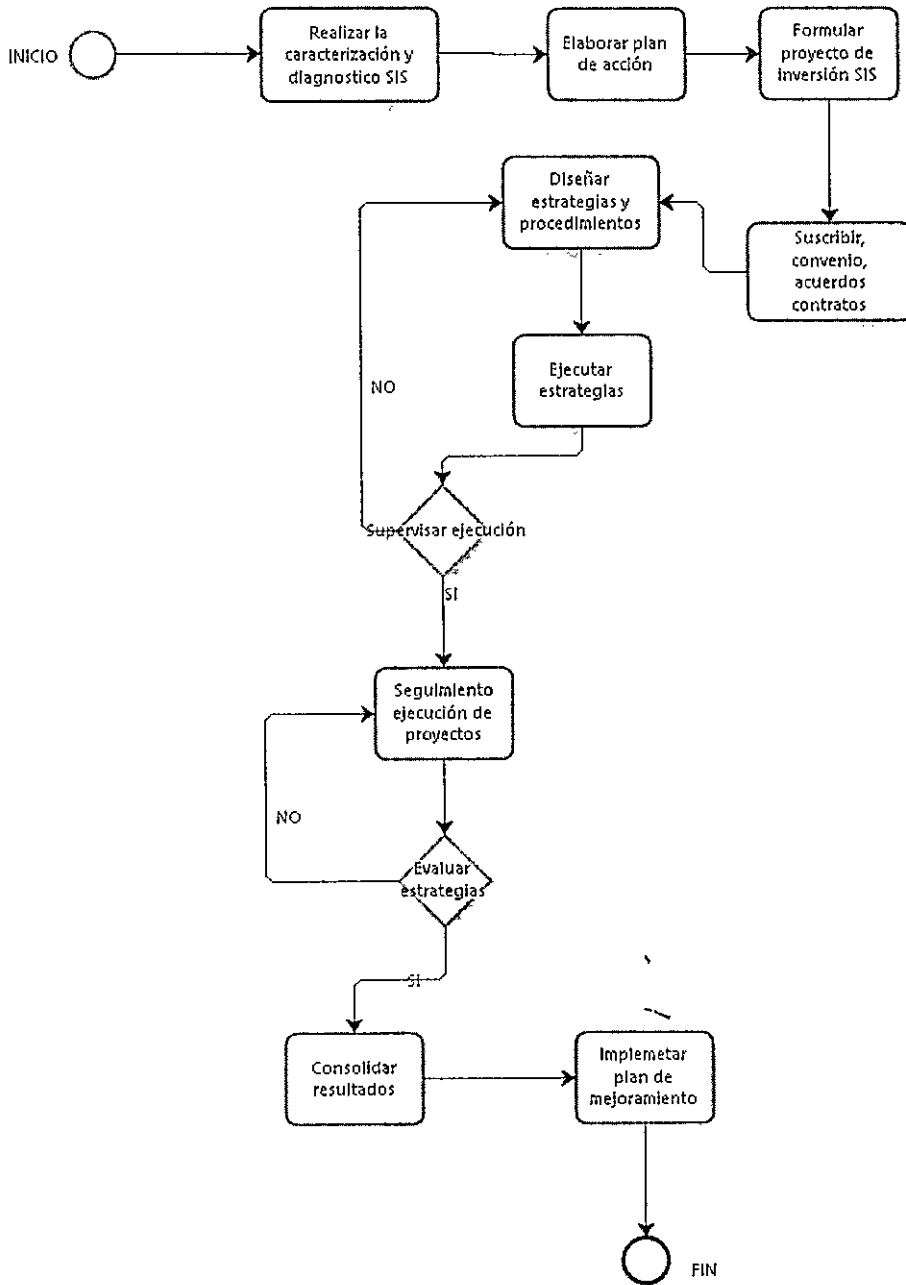 INICIO
Realizar la
caracterización y
diagnostico SIS
Elaborar plan
de acción
Formular
proyecto de
inversión SIS
Diseñar
estrategias y
procedimientos
Suscribir,
convenio,
acuerdos
contratos
Ejecutar
estrategias
NO
Supervisar ejecución
SI
Seguimiento
ejecución de
proyectos
NO
Evaluar
estrategias
SI
Consolidar
resultados
Implemetar
plan de
mejoramiento
FIN